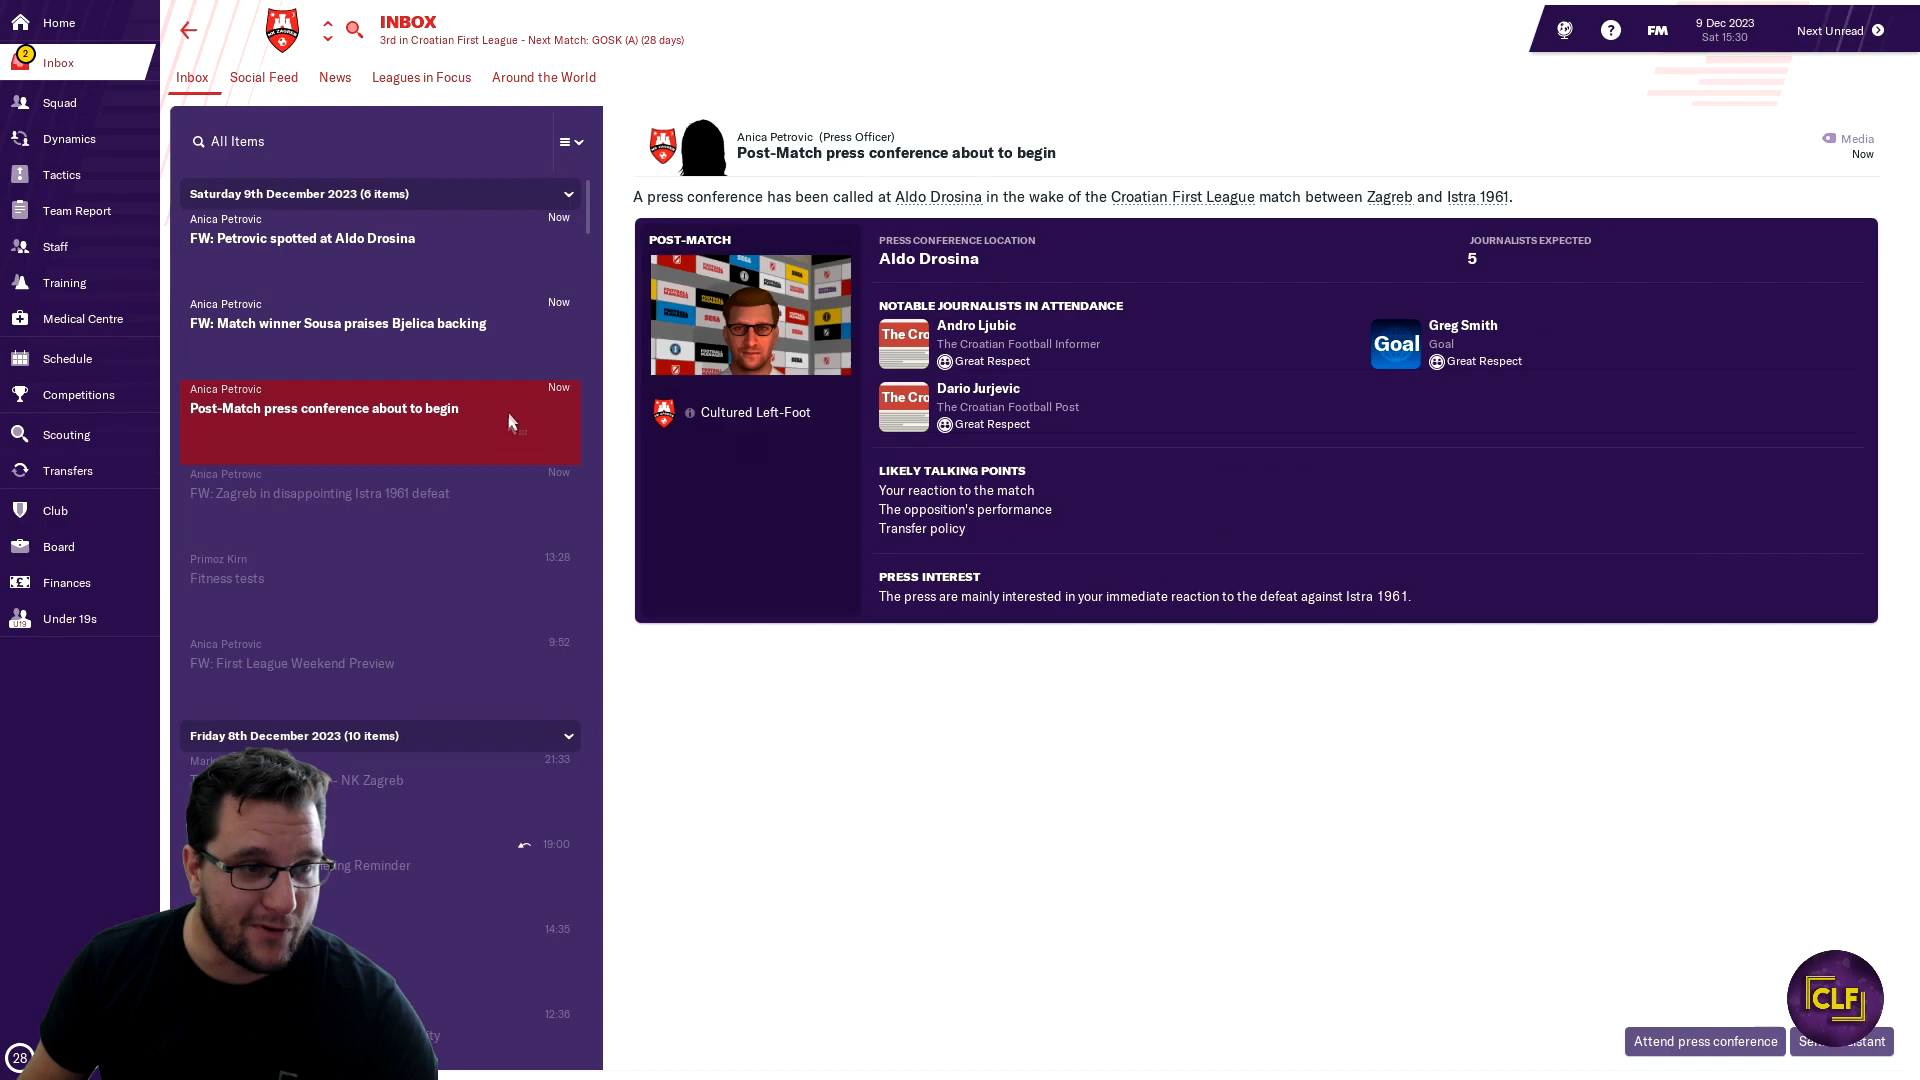 Home
2
Inbox
Squad
Dynamics
Tactics
Team Report
Staff
Training
Medical Centre
Schedule
Competitions
Scouting
Transfers
Club
Board
Finances
U19
Under 19s
28
INBOX
3rd in Croatian First League - Next Match: GOSK (A) (28 days)
FM
9 Dec 2023
Sat 15:30
Next Unread
Inbox Social Feed News Leagues in Focus Around the World
All Items
Saturday 9th December 2023 (6 items)
Anica Petrovic Now
FW: Petrovic spotted at Aldo Drosina
Anica Petrovic Now
FW: Match winner Sousa praises Bjelica backing
Anica Petrovic Now
Post-Match press conference about to begin
Anica Petrovic Now
FW: Zagreb in disappointing Istra 1961 defeat
Primoz Kirn 13:28
Fitness tests
Anica Petrovic 9:52
FW: First League Weekend Preview
Friday 8th December 2023 (10 items)
21:33
- NK Zagreb
19:00
Reminder
14:35
12:36
Anica Petrovic (Press Officer)
Post-Match press conference about to begin
Media
Now
A press conference has been called at Aldo Drosina in the wake of the Croatian First League match between Zagreb and Istra 1961.
POST-MATCH
Cultured Left-Foot
PRESS CONFERENCE LOCATION
Aldo Drosina
JOURNALISTS EXPECTED
5
NOTABLE JOURNALISTS IN ATTENDANCE
The Cro
Andro Ljubic
The Croatian Football Informer
Great Respect
Goal
Greg Smith
Goal
Great Respect
The Cro
Dario Jurjevic
The Croatian Football Post
Great Respect
LIKELY TALKING POINTS
Your reaction to the match
The opposition's performance
Transfer policy
PRESS INTEREST
The press are mainly interested in your immediate reaction to the defeat against Istra 1961.
CLF
Attend press conference